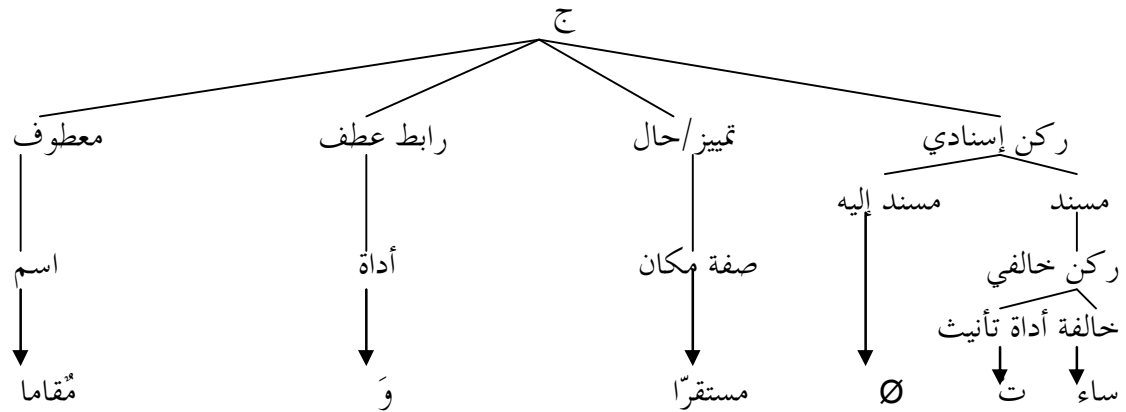 ج
ركن إسنادي تمييز/حال رابط عطف معطوف
مسند مسند إليه
ركن خالفي صفة مكان أداة اسم
خالفة أداة تأنيث
ساء ت Ø مستقرّا وَ مٌقاما